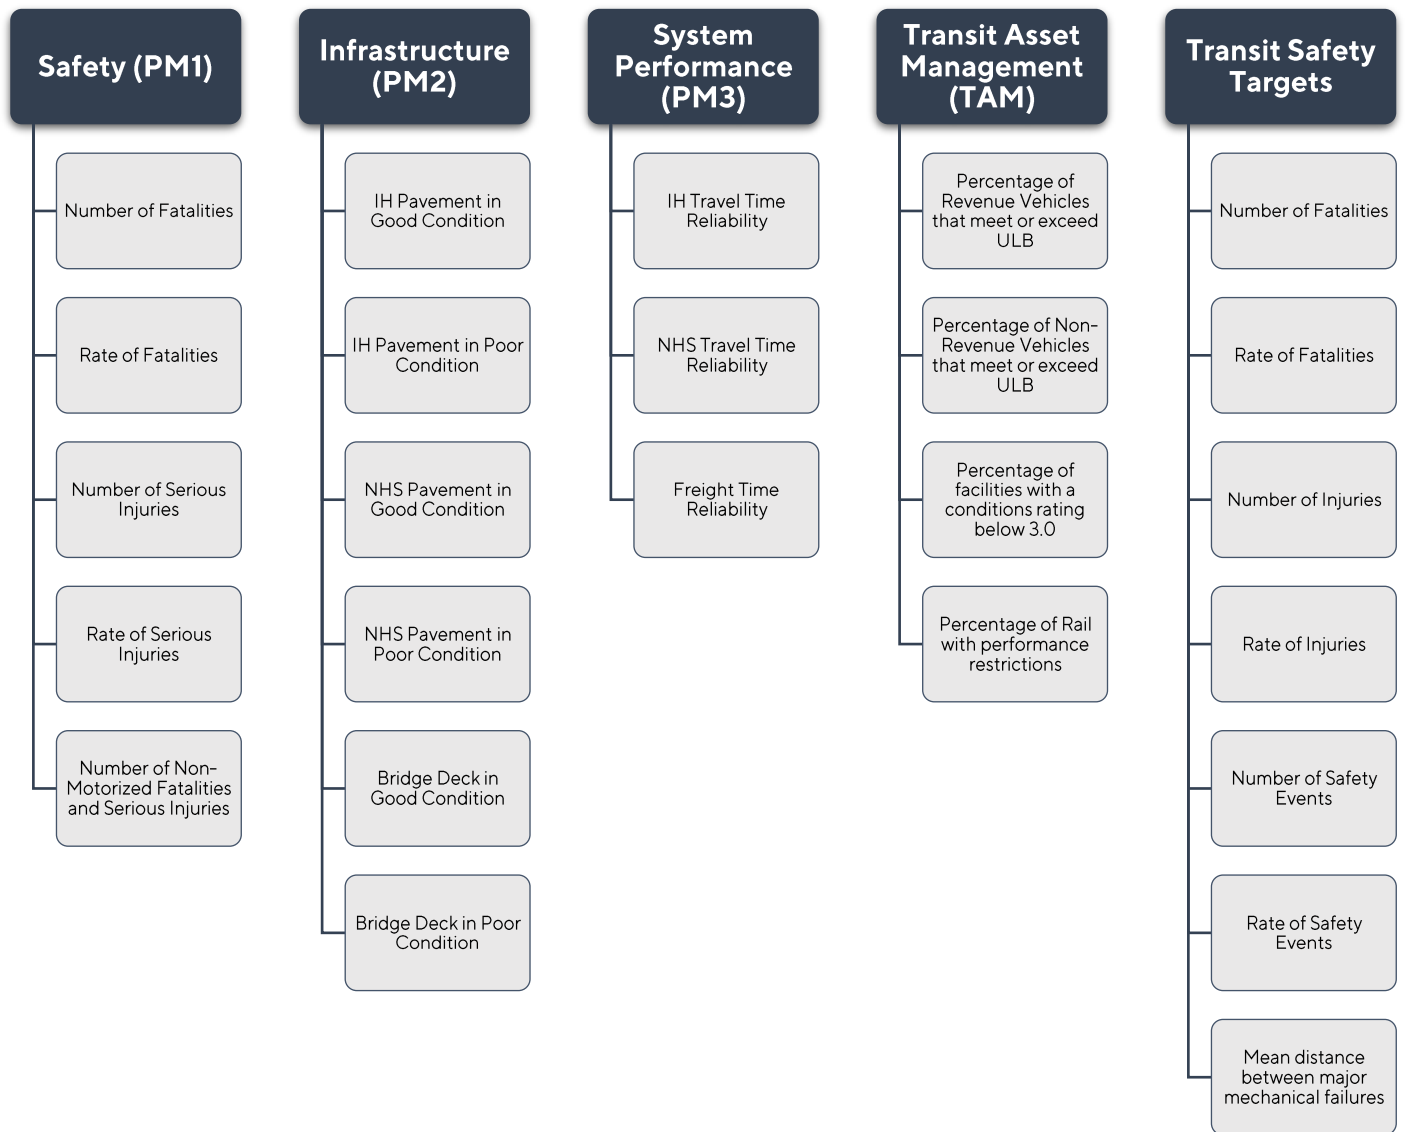 Safety (PM1)
Number of Fatalities
Rate of Fatalities
Number of Serious
Injuries
Rate of Serious
Injuries
Number of Non-
Motorized Fatalities
and Serious Injuries
Infrastructure
(PM2)
IH Pavement in
Good Condition
IH Pavement in Poor
Condition
NHS Pavement in
Good Condition
NHS Pavement in
Poor Condition
Bridge Deck in
Good Condition
Bridge Deck in Poor
Condition
System
Performance
(PM3)
IH Travel Time
Reliability
NHS Travel Time
Reliability
Freight Time
Reliability
Transit Asset
Management
(TAM)
Percentage of
Revenue Vehicles
that meet or exceed
ULB
Percentage of Non-
Revenue Vehicles
that meet or exceed
ULB
Percentage of
facilities with a
conditions rating
below 3.0
Percentage of Rail
with performance
restrictions
Transit Safety
Targets
Number of Fatalities
Rate of Fatalities
Number of Injuries
Rate of Injuries
Number of Safety
Events
Rate of Safety
Events
Mean distance
between major
mechanical failures